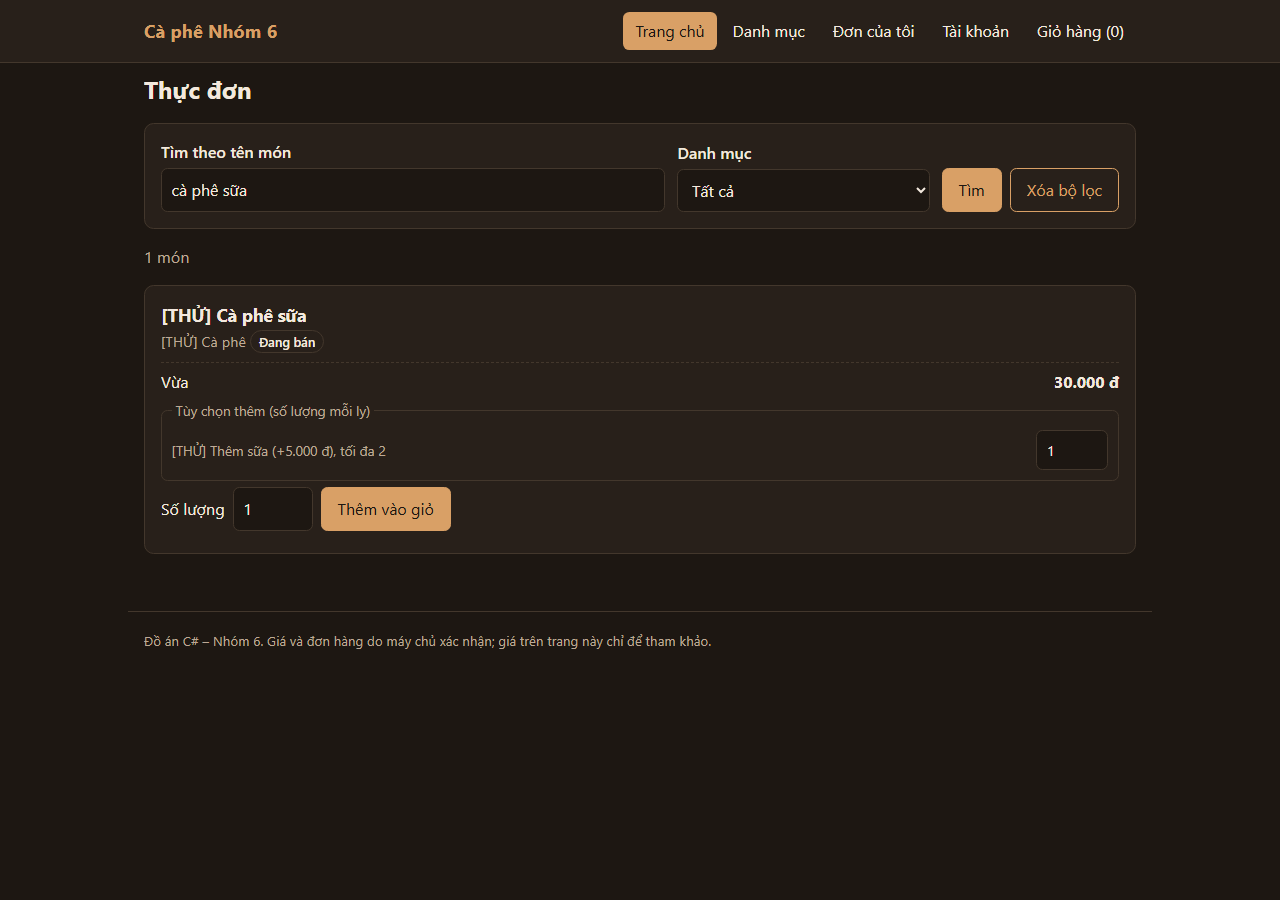 Cà phê Nhóm 6
Trang chủ Danh mục Đơn của tôi Tài khoản Giỏ hàng (0)
Thực đơn
Tìm theo tên món
Danh mục
cà phê sữa
Tất cả
Tìm
Xóa bộ lọc
1 món
[THỬ] Cà phê sữa
[THỬ] Cà phê Đang bán
Vừa 30.000 đ
Tùy chọn thêm (số lượng mỗi ly)
[THỬ] Thêm sữa (+5.000 đ), tối đa 2 1
Số lượng 1 Thêm vào giỏ
Đồ án C# – Nhóm 6. Giá và đơn hàng do máy chủ xác nhận; giá trên trang này chỉ để tham khảo.